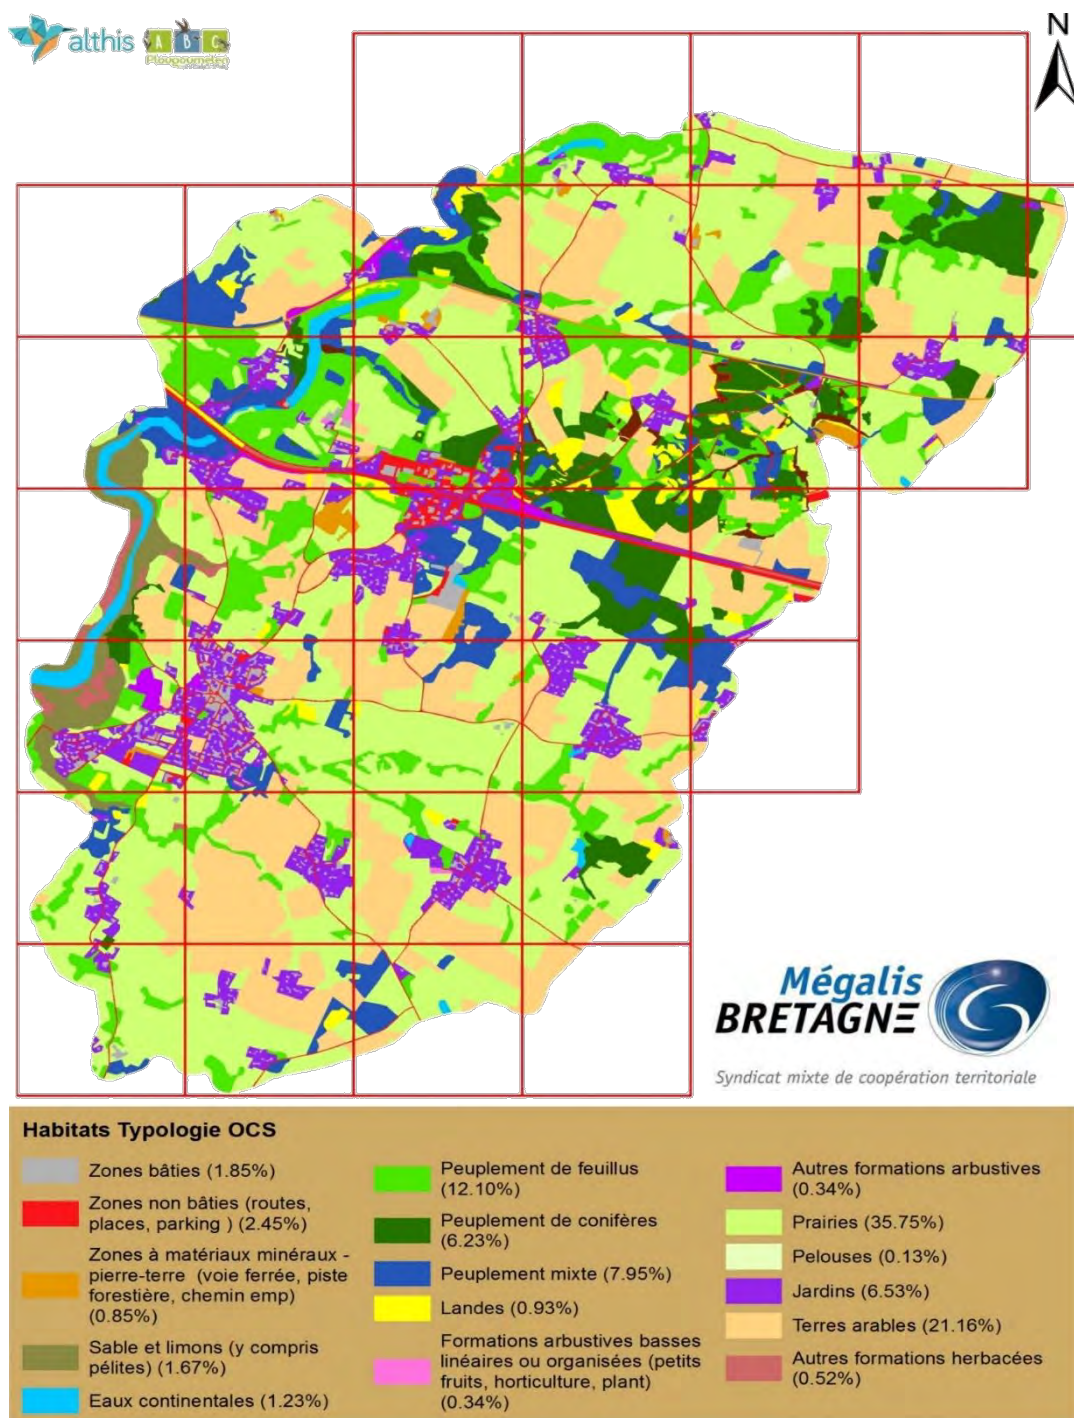 althis
A B C
Plougoumelen
N
Mégalis
BRETAGNE
Syndicat mixte de coopération territoriale
Habitats Typologie OCS
Zones bâties (1.85%)
Zones non bâties (routes,
places, parking ) (2.45%)
Zones à matériaux minéraux -
pierre-terre (voie ferrée, piste
forestière, chemin emp)
(0.85%)
Sable et limons (y compris
pélites) (1.67%)
Eaux continentales (1.23%)
Peuplement de feuillus
(12.10%)
Peuplement de conifères
(6.23%)
Peuplement mixte (7.95%)
Landes (0.93%)
Formations arbustives basses
linéaires ou organisées (petits
fruits, horticulture, plant)
(0.34%)
Autres formations arbustives
(0.34%)
Prairies (35.75%)
Pelouses (0.13%)
Jardins (6.53%)
Terres arables (21.16%)
Autres formations herbacées
(0.52%)